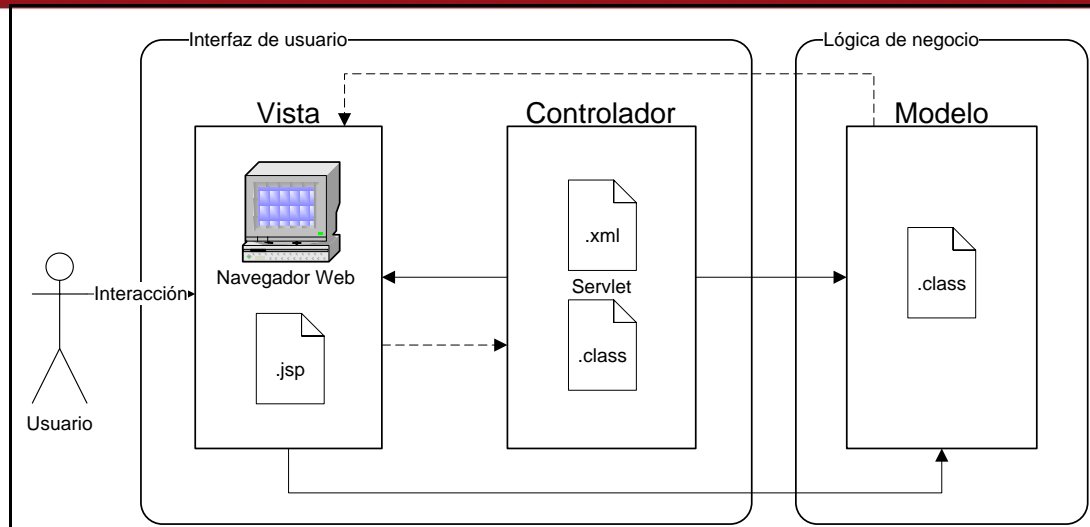 Interfaz de usuario
Lógica de negocio
Vista
Controlador
Modelo
.xml
Navegador Web
Servlet
.class
Interacción
.jsp
.class
Usuario